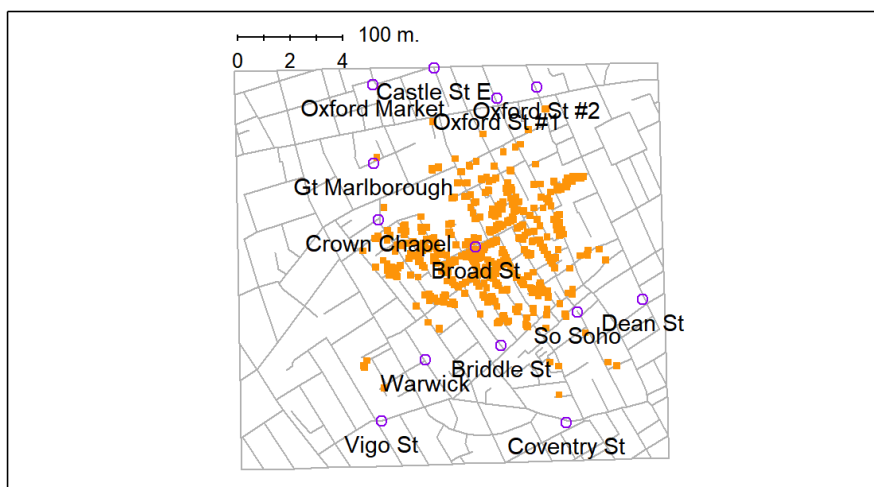 100 m.
0 2 4
Castle St E
Oxford Market
Oxford St #2
Oxford St #1
Gt Marlborough
Crown Chapel
Broad St
Dean St
So Soho
Briddle St
Warwick
Vigo St
Coventry St